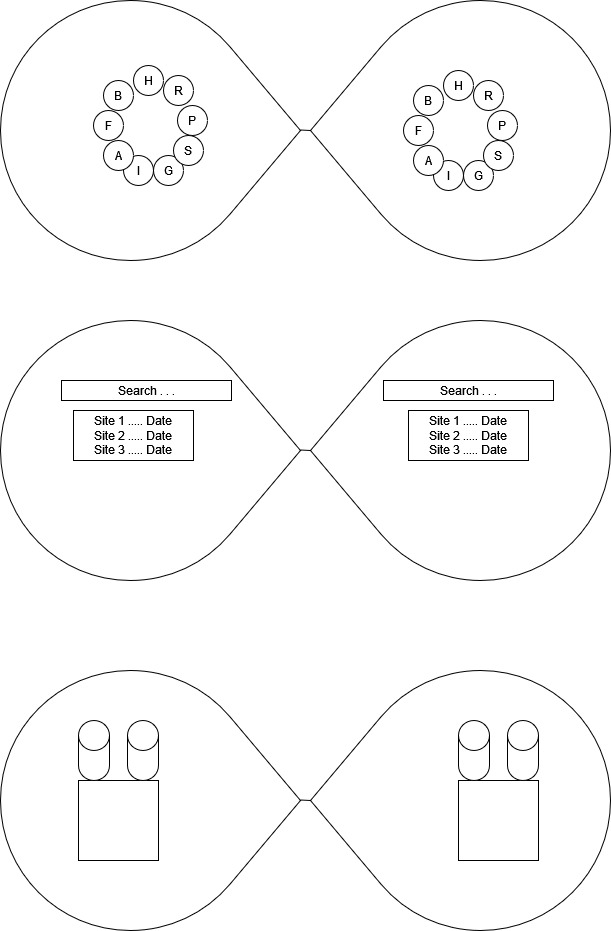 H
R
B
P
F
S
A
I
G
H
R
B
P
F
S
A
I
G
Search . . .
Site 1 ..... Date
Site 2 ..... Date
Site 3 ..... Date
Search . . .
Site 1 ..... Date
Site 2 ..... Date
Site 3 ..... Date